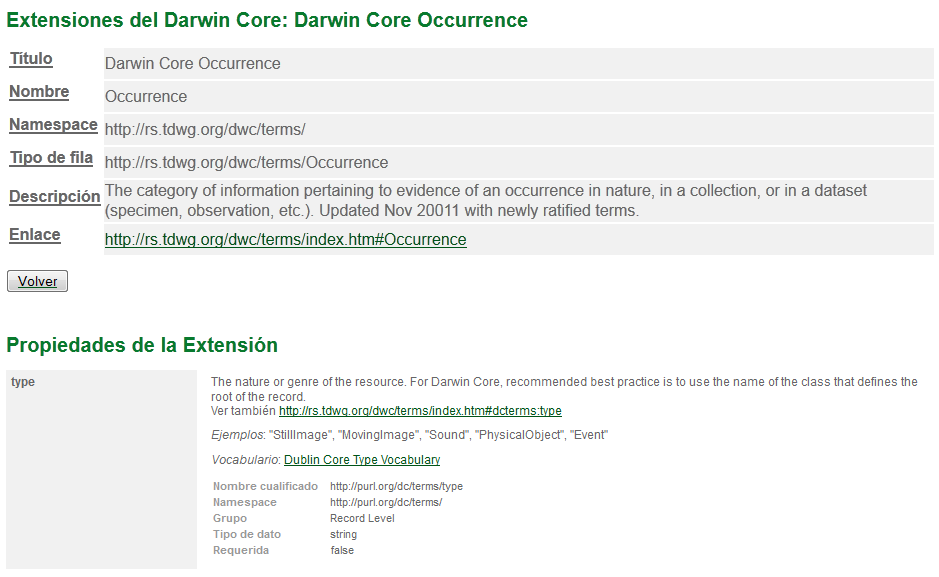 Extensiones del Darwin Core: Darwin Core Occurrence
Título Darwin Core Occurrence
Nombre Occurrence
Namespace http://rs.tdwg.org/dwc/terms/
Tipo de fila http://rs.tdwg.org/dwc/terms/Occurrence
Descripción The category of information pertaining to evidence of an occurrence in nature, in a collection, or in a dataset
(specimen, observation, etc.). Updated Nov 20011 with newly ratified terms.
Enlace http://rs.tdwg.org/dwc/terms/index.htm#Occurrence
Volver
Propiedades de la Extensión
type The nature or genre of the resource. For Darwin Core, recommended best practice is to use the name of the class that defines the
root of the record.
Ver también http://rs.tdwg.org/dwc/terms/index.htm#dcterms:type
Ejemplos: "StillImage", "MovingImage", "Sound", "PhysicalObject", "Event"
Vocabulario: Dublin Core Type Vocabulary
Nombre cualificado http://purl.org/dc/terms/type
Namespace http://purl.org/dc/terms/
Grupo Record Level
Tipo de dato string
Requerida false